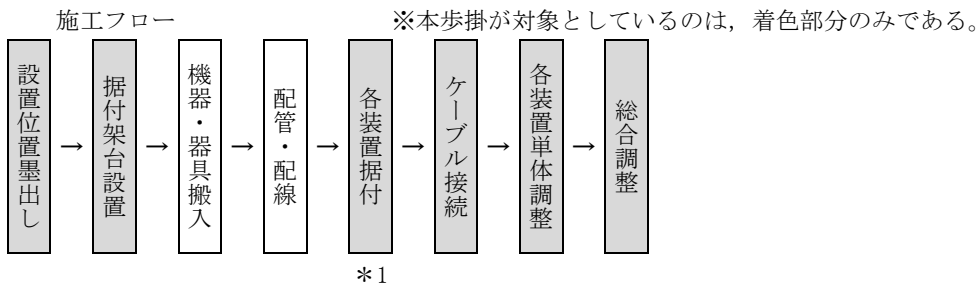 施工フロー
※本歩掛が対象としているのは，着色部分のみである。
設置位置墨出し
→
据付架台設置
→
機器・器具搬入
→
配管・配線
→
各装置据付
→
ケーブル接続
→
各装置単体調整
→
総合調整
＊1